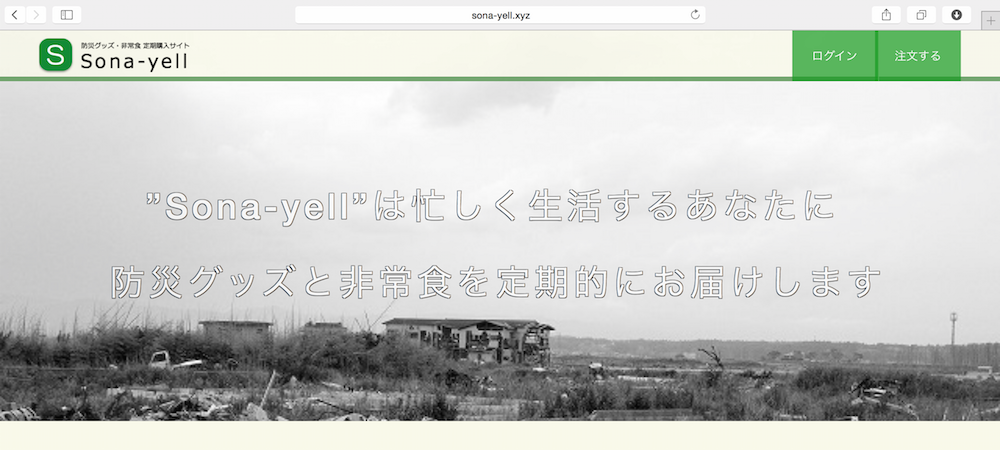 sona-yell.xyz
S
防災グッズ・非常食 定期購入サイト
Sona-yell
ログイン
注文する
”Sona-yell”は忙しく生活するあなたに
防災グッズと非常食を定期的にお届けします